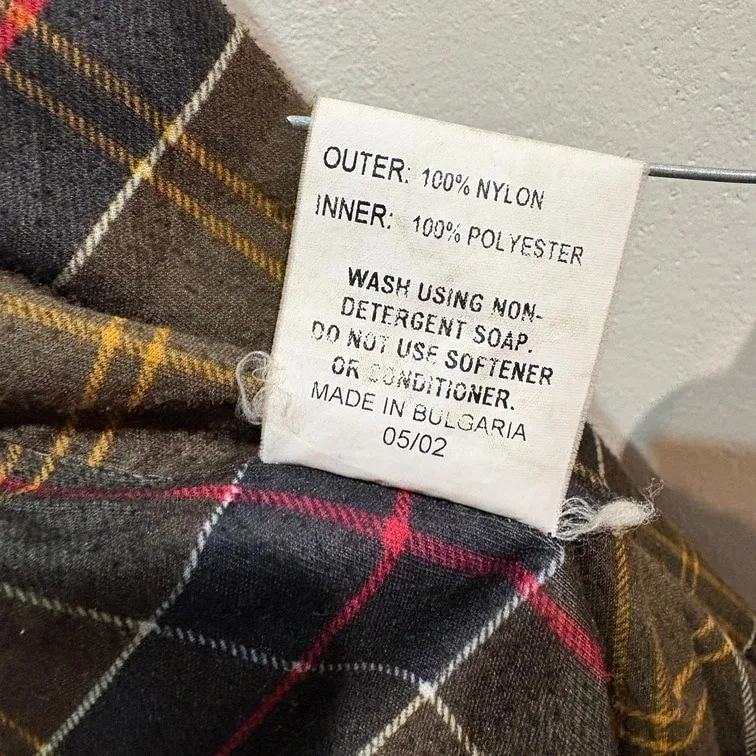 OUTER: 100% NYLON
INNER: 100% POLYESTER
WASH USING NON-
DETERGENT SOAP.
DO NOT USE SOFTENER
OR CONDITIONER.
MADE IN BULGARIA
05/02